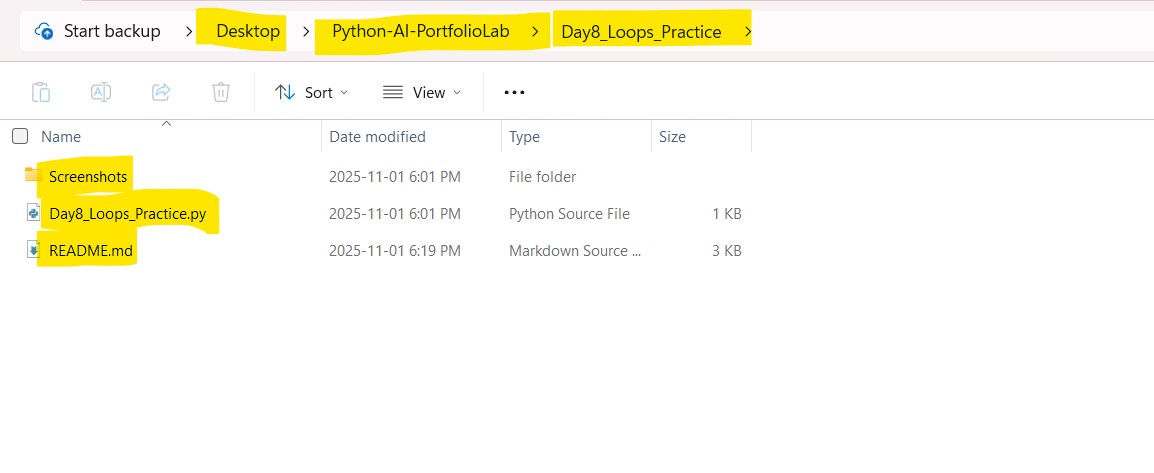 Start backup > Desktop > Python-AI-PortfolioLab > Day8_Loops_Practice >
Sort View ...
Name Date modified Type Size
Screenshots 2025-11-01 6:01 PM File folder
Day8_Loops_Practice.py 2025-11-01 6:01 PM Python Source File 1 KB
README.md 2025-11-01 6:19 PM Markdown Source ... 3 KB